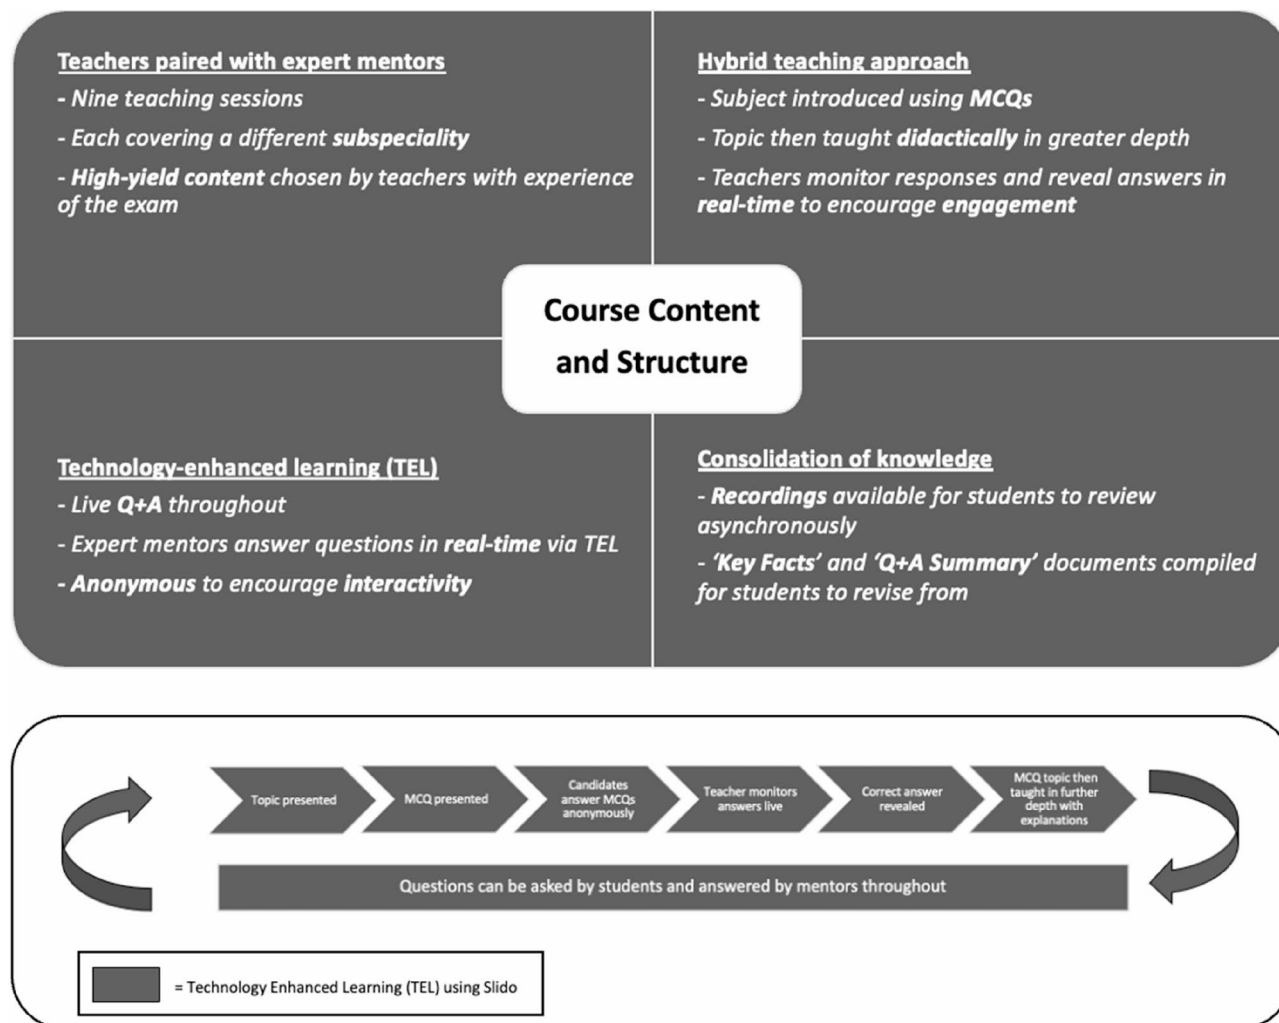 Teachers paired with expert mentors
- Nine teaching sessions
- Each covering a different subspeciality
- High-yield content chosen by teachers with experience
of the exam
Hybrid teaching approach
- Subject introduced using MCQs
- Topic then taught didactically in greater depth
- Teachers monitor responses and reveal answers in
real-time to encourage engagement
Course Content
and Structure
Technology-enhanced learning (TEL)
- Live Q+A throughout
- Expert mentors answer questions in real-time via TEL
- Anonymous to encourage interactivity
Consolidation of knowledge
- Recordings available for students to review
asynchronously
- ‘Key Facts’ and ‘Q+A Summary’ documents compiled
for students to revise from
Topic presented
MCQ presented
Candidates
answer MCQs
anonymously
Teacher monitors
answers live
Correct answer
revealed
MCQ topic then
taught in further
depth with
explanations
Questions can be asked by students and answered by mentors throughout
= Technology Enhanced Learning (TEL) using Slido